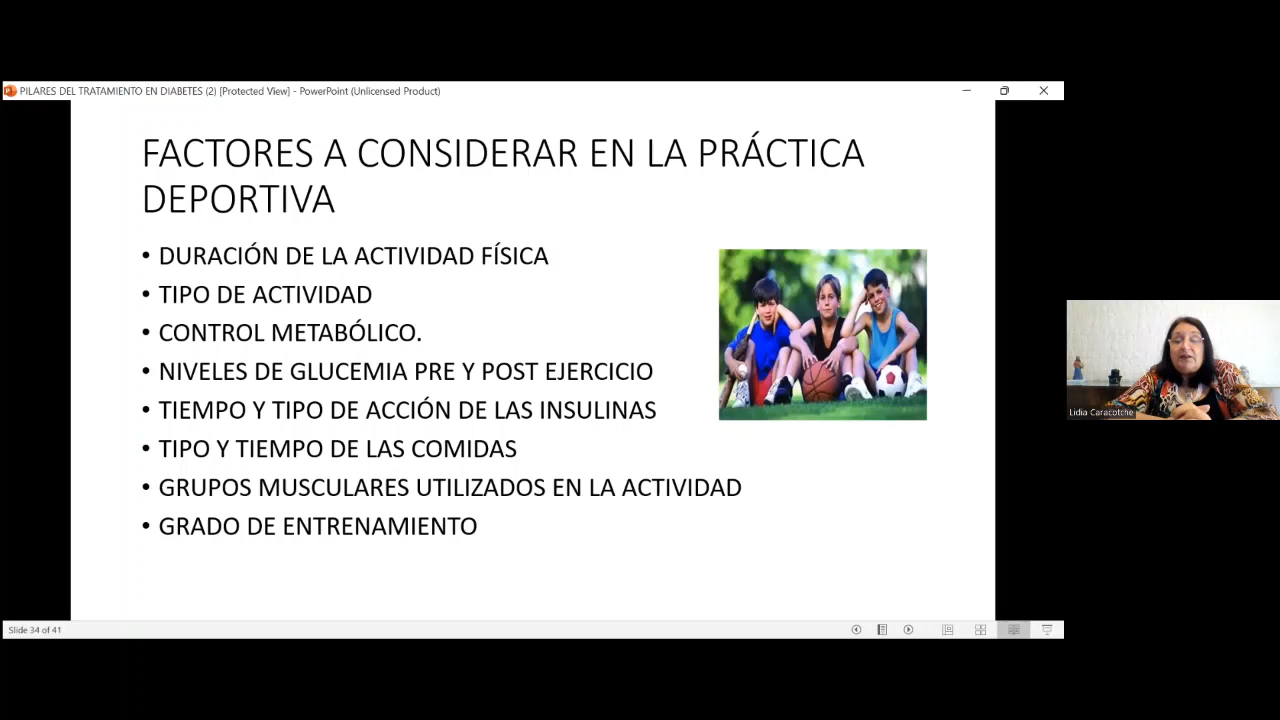 PILARES DEL TRATAMIENTO EN DIABETES (2) [Protected View] - PowerPoint (Unlicensed Product)
FACTORES A CONSIDERAR EN LA PRÁCTICA
DEPORTIVA
• DURACIÓN DE LA ACTIVIDAD FÍSICA
• TIPO DE ACTIVIDAD
• CONTROL METABÓLICO.
• NIVELES DE GLUCEMIA PRE Y POST EJERCICIO
• TIEMPO Y TIPO DE ACCIÓN DE LAS INSULINAS
• TIPO Y TIEMPO DE LAS COMIDAS
• GRUPOS MUSCULARES UTILIZADOS EN LA ACTIVIDAD
• GRADO DE ENTRENAMIENTO
Lidia Caracotche
Slide 34 of 41